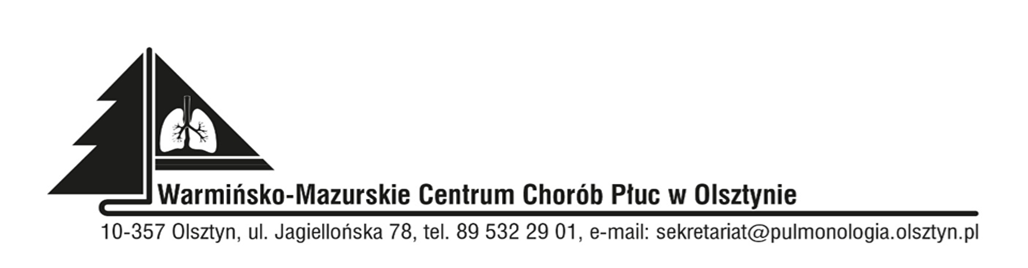 Warmińsko-Mazurskie Centrum Chorób Płuc w Olsztynie
10-357 Olsztyn, ul. Jagiellońska 78, tel. 89 532 29 01, e-mail: sekretariat@pulmonologia.olsztyn.pl